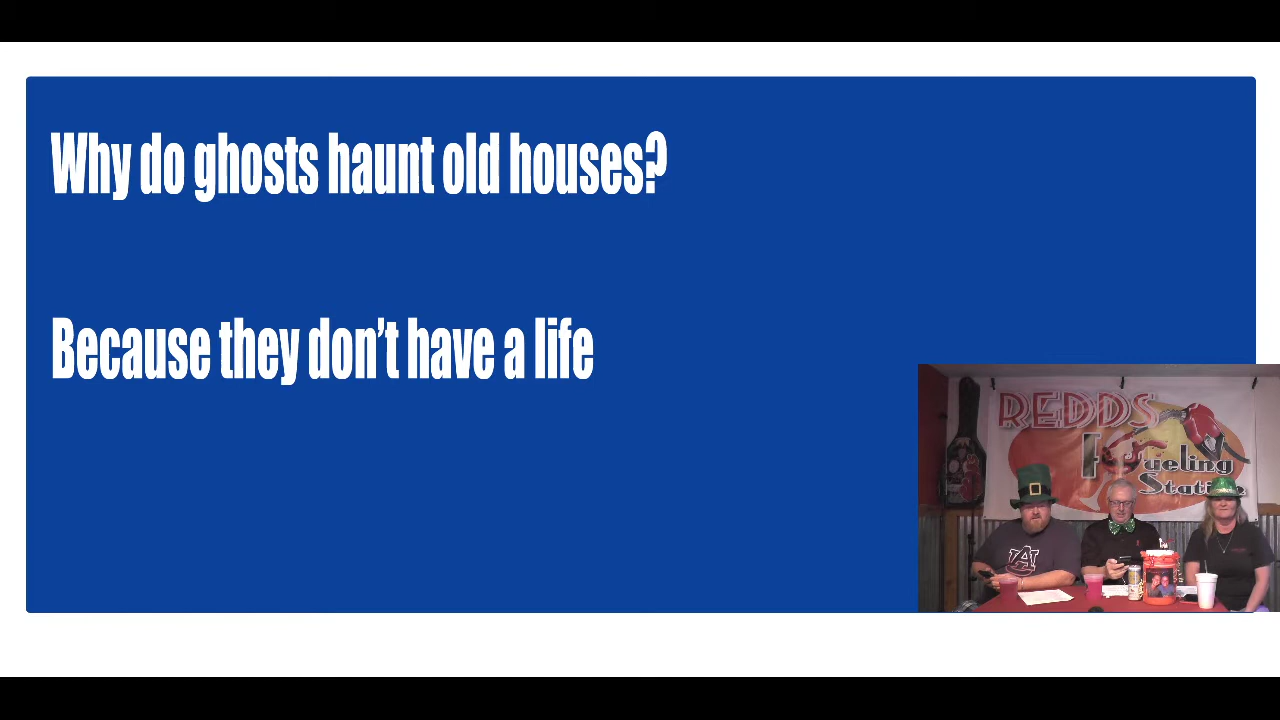 Why do ghosts haunt old houses?
Because they don't have a life
REDDS
Fueling
Station